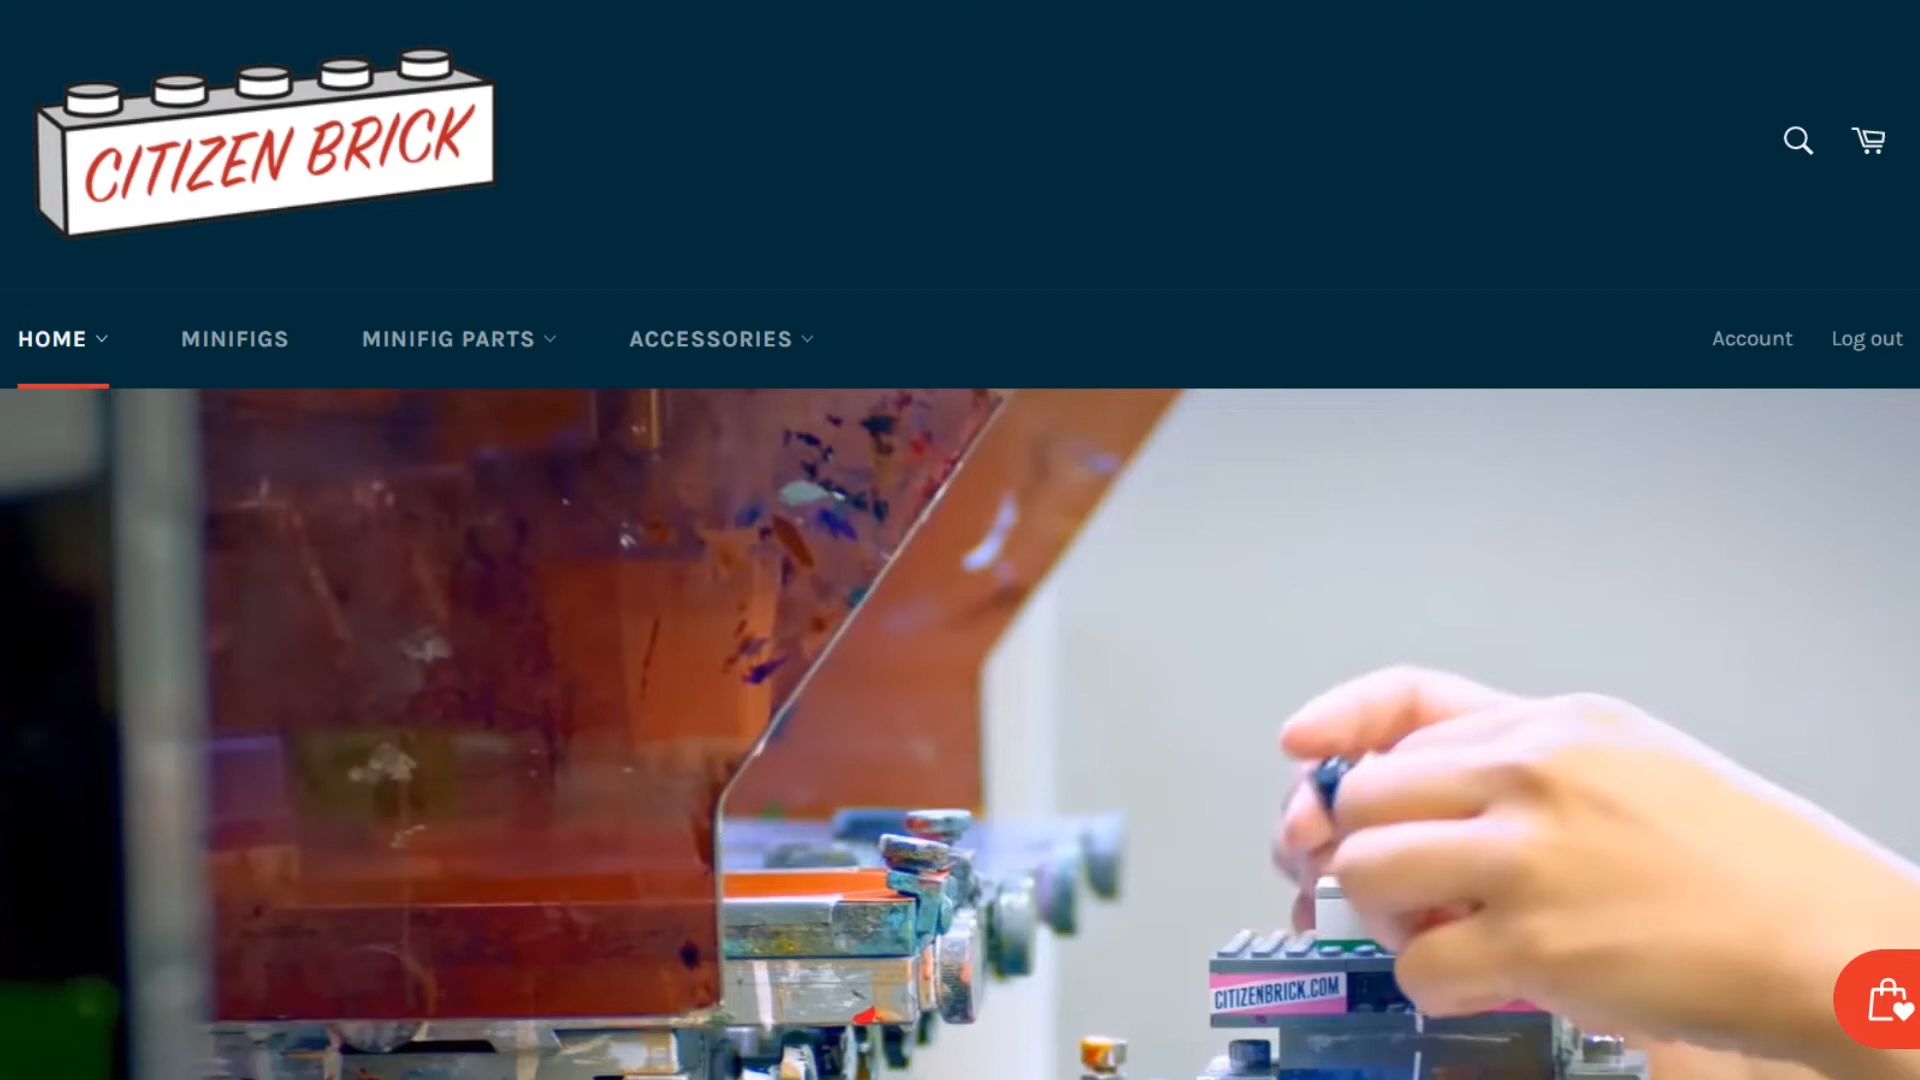 CITIZEN BRICK
HOME
MINIFIGS
MINIFIG PARTS
ACCESSORIES
Account
Log out
CITIZENBRICK.COM